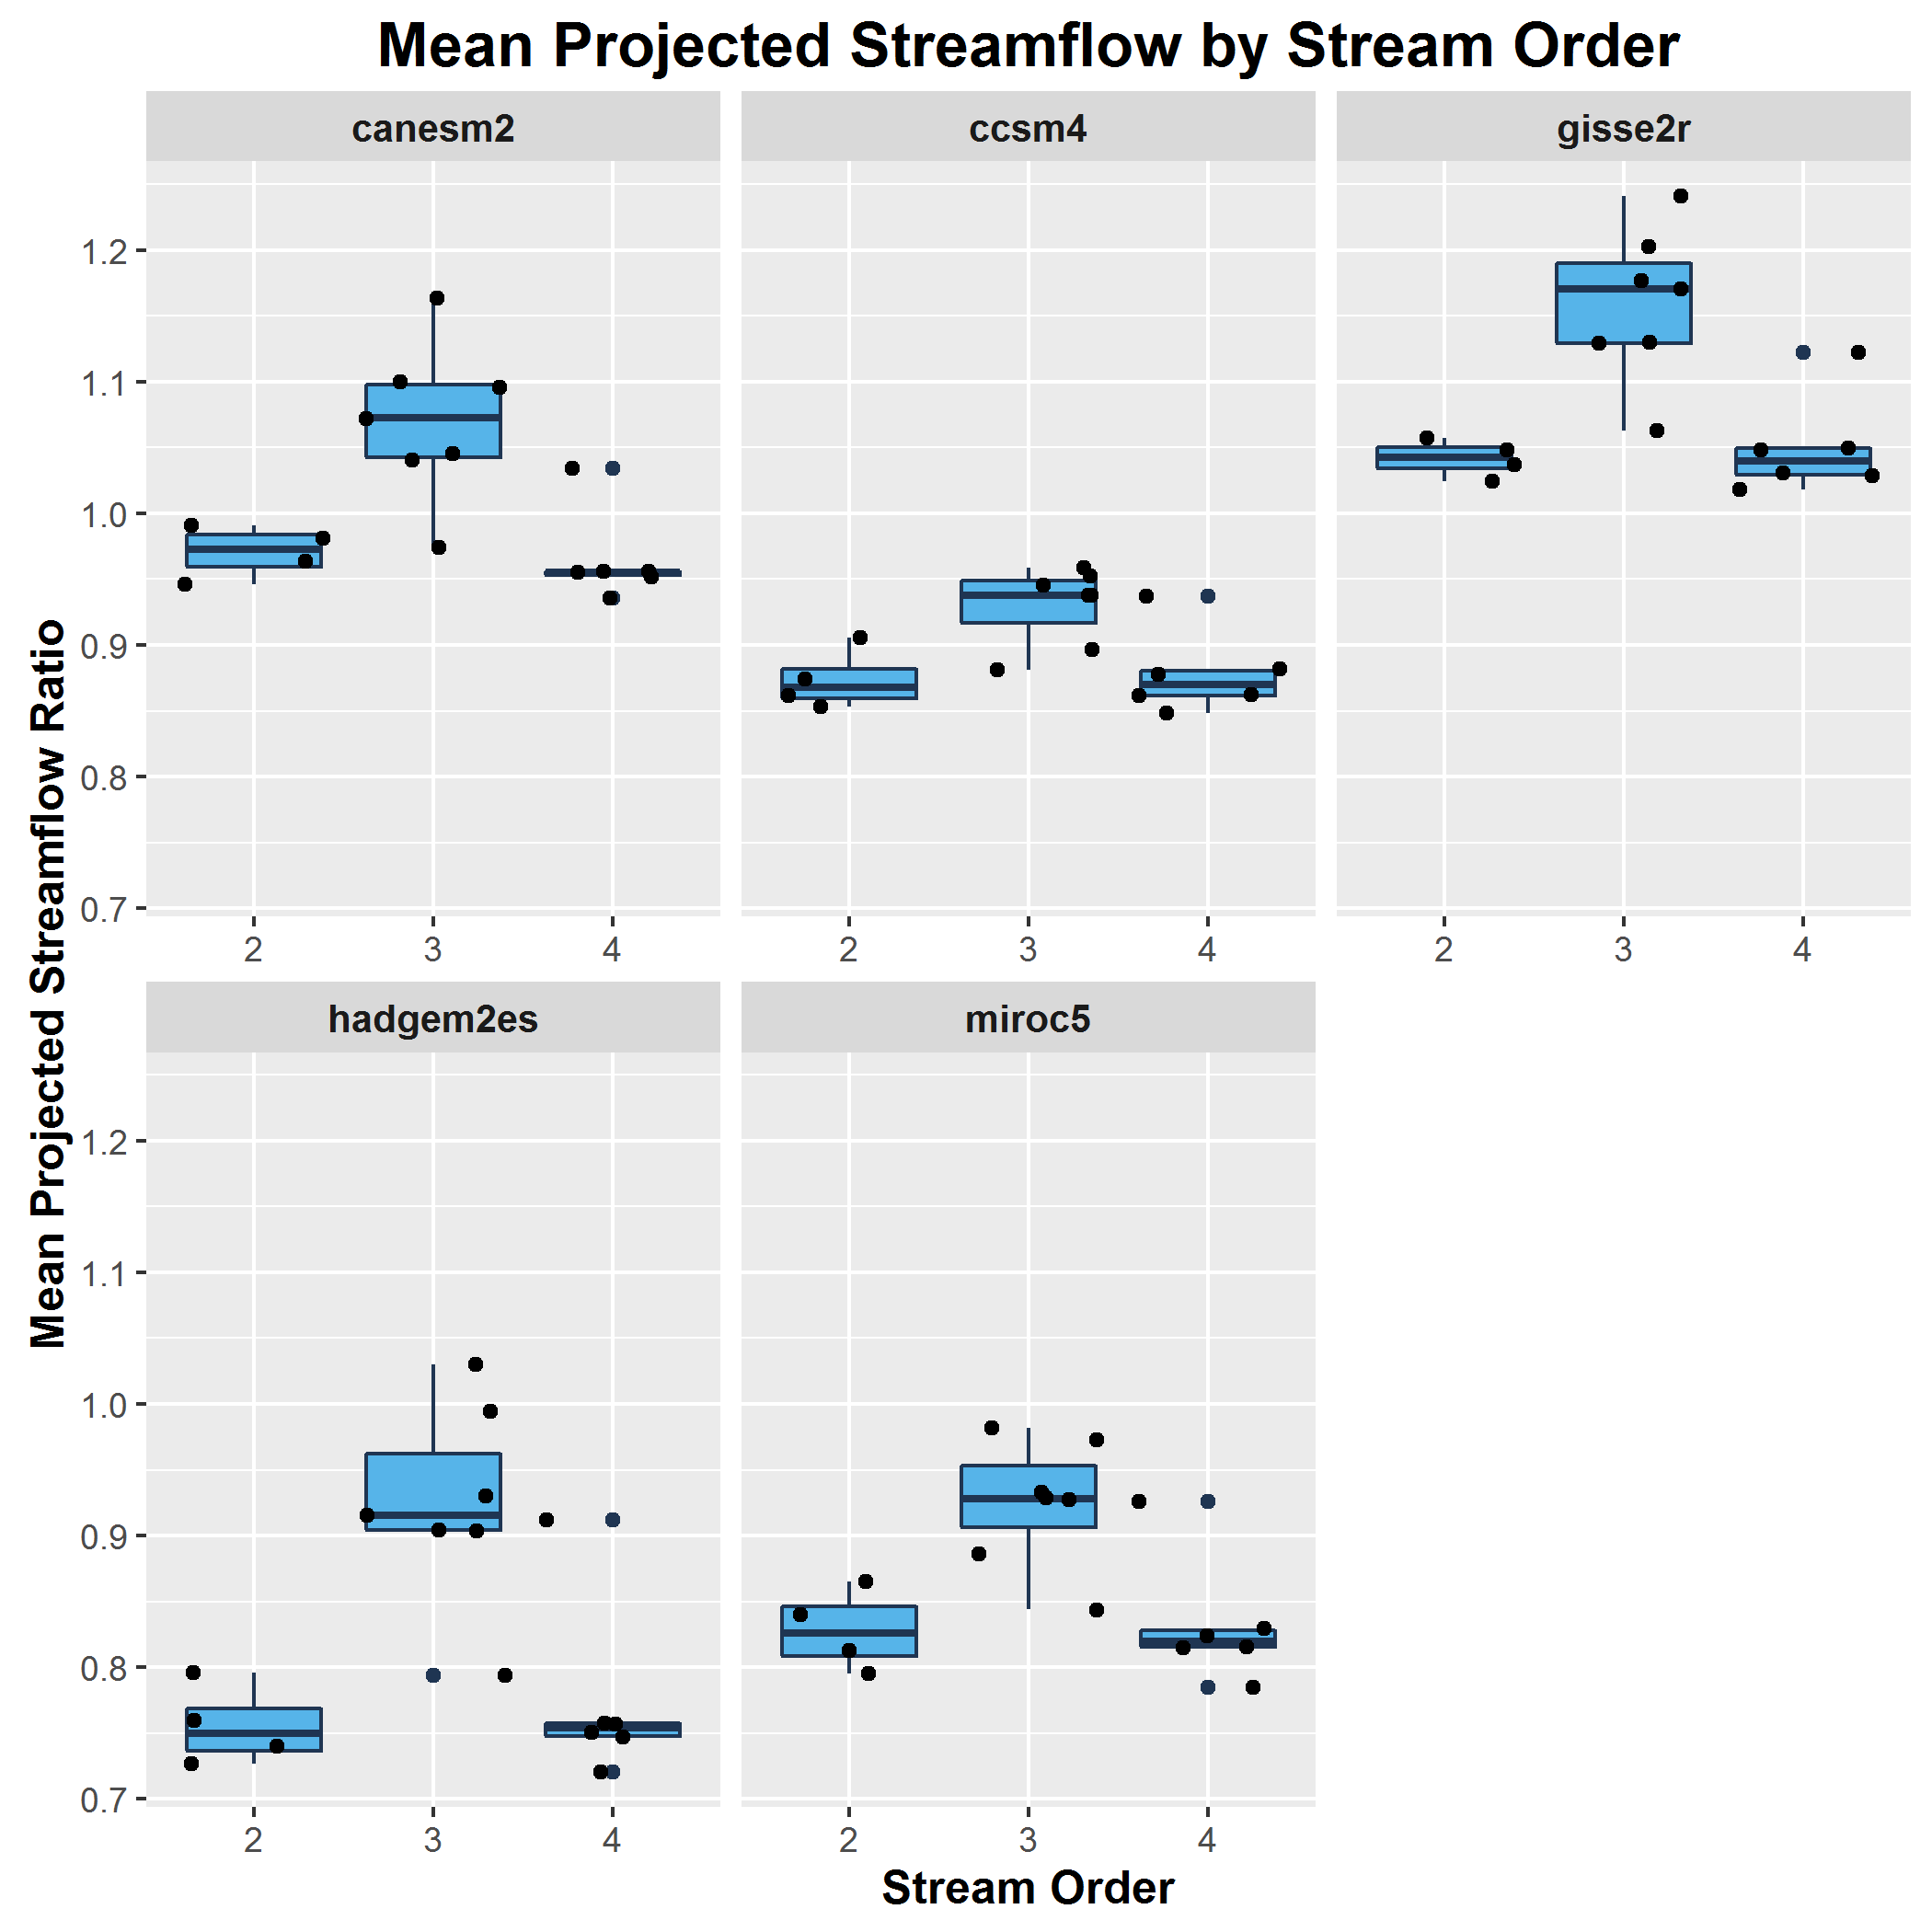 Mean Projected Streamflow by Stream Order
canesm2
ccsm4
gisse2r
1.2
1.1
1.0
0.9
0.8
0.7
2 3 4
2 3 4
2 3 4
Mean Projected Streamflow Ratio
hadgem2es
miroc5
1.2
1.1
1.0
0.9
0.8
0.7
2 3 4
2 3 4
Stream Order